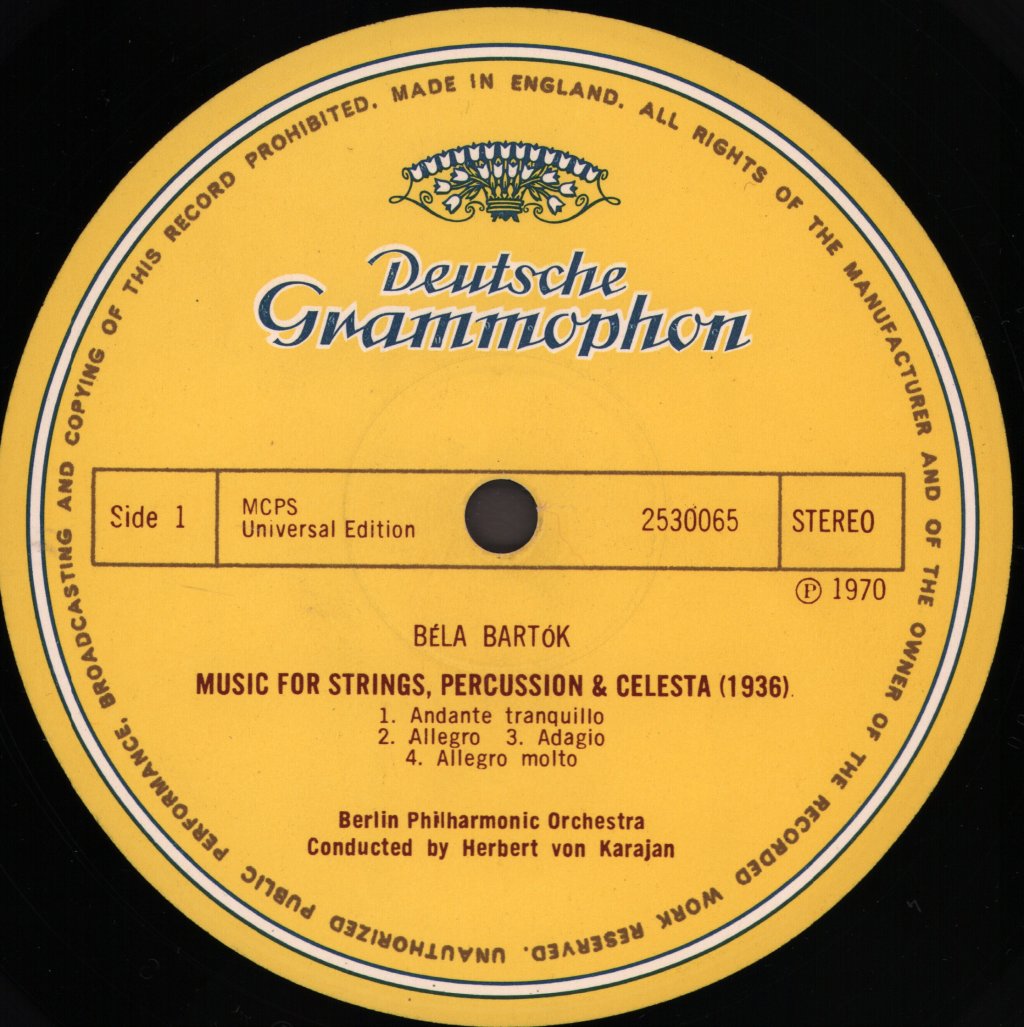 MADE IN ENGLAND. ALL RIGHTS OF THE MANUFACTURER AND OF THE OWNER OF THE RECORDED WORK RESERVED. UNAUTHORIZED PUBLIC PERFORMANCE, BROADCASTING AND COPYING OF THIS RECORD PROHIBITED.
Deutsche
Grammophon
Side 1
MCPS
Universal Edition
2530065
STEREO
℗ 1970
BÉLA BARTÓK
MUSIC FOR STRINGS, PERCUSSION & CELESTA (1936).
1. Andante tranquillo
2. Allegro 3. Adagio
4. Allegro molto
Berlin Philharmonic Orchestra
Conducted by Herbert von Karajan